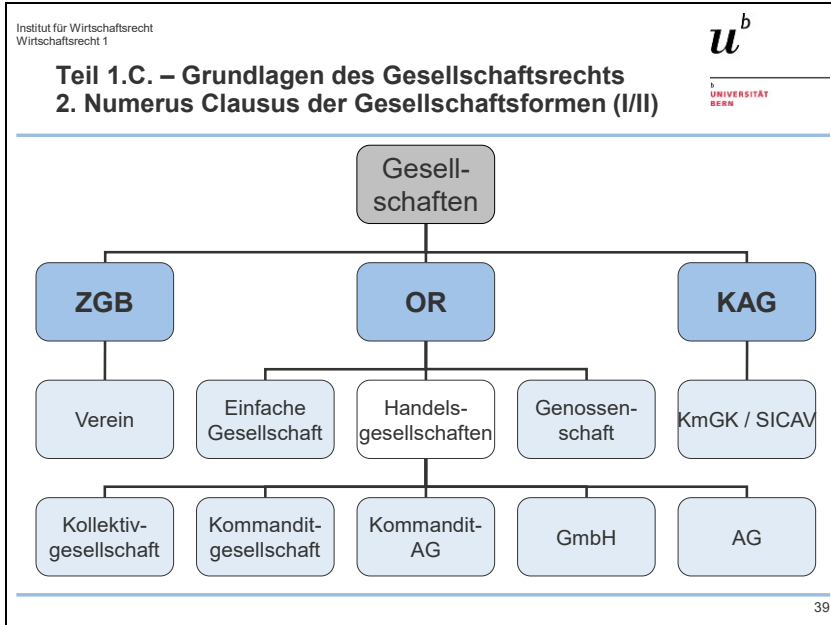 Institut für Wirtschaftsrecht
Wirtschaftsrecht 1
u^b
b
UNIVERSITÄT
BERN
Teil 1.C. – Grundlagen des Gesellschaftsrechts
2. Numerus Clausus der Gesellschaftsformen (I/II)
Gesell-
schaften
ZGB
OR
KAG
Verein
Einfache
Gesellschaft
Handels-
gesellschaften
Genossen-
schaft
KmGK / SICAV
Kollektiv-
gesellschaft
Kommandit-
gesellschaft
Kommandit-
AG
GmbH
AG
39